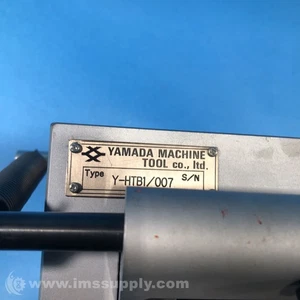 YAMADA MACHINE
TOOL co., ltd.
Type Y-HTB1/007 S/N
© www.imssupply.com